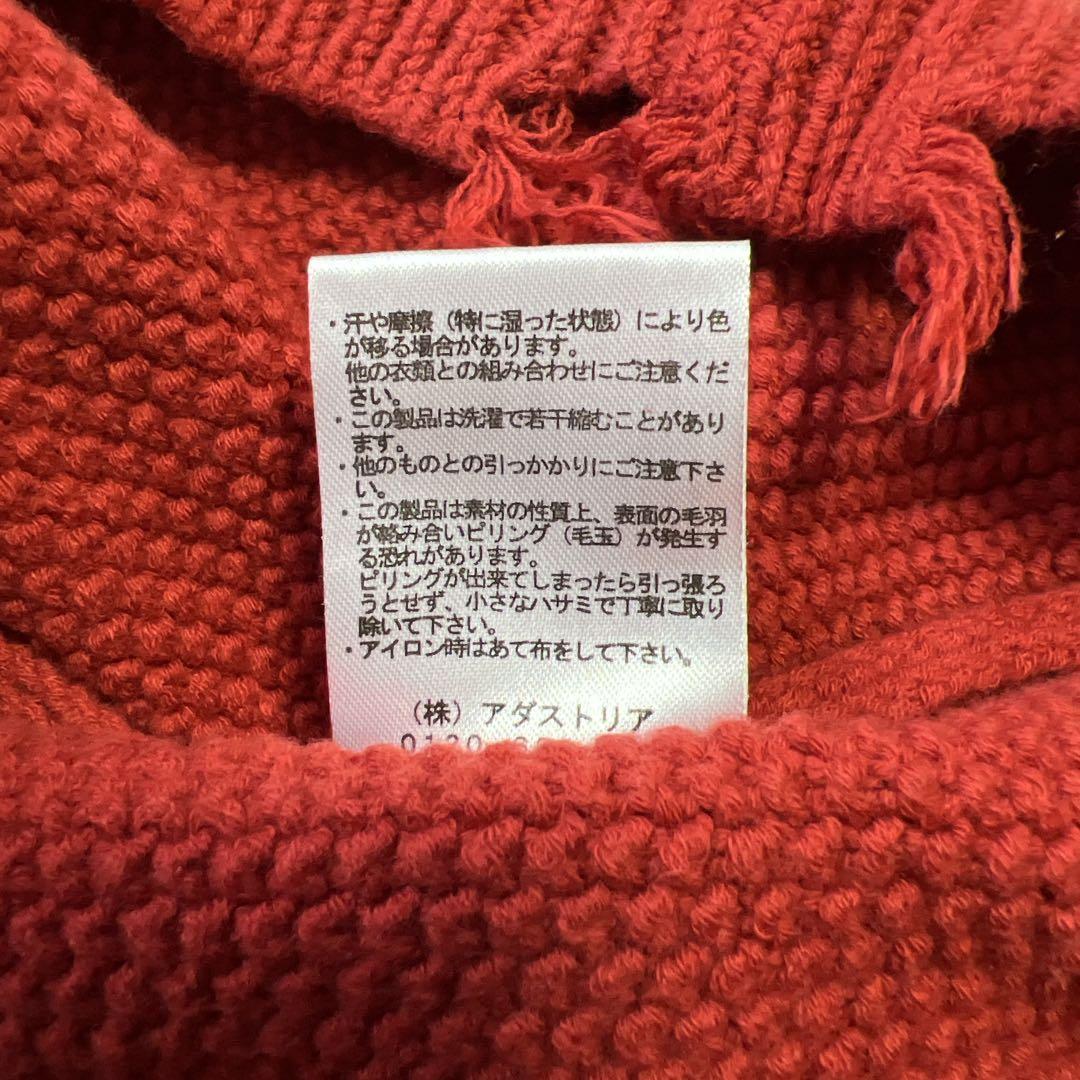 ・汗や摩擦（特に湿った状態）により色
が移る場合があります。
他の衣類との組み合わせにご注意くだ
さい。
・この製品は洗濯で若干縮むことがあり
ます。
・他のものとの引っかかりにご注意下さ
い。
・この製品は素材の性質上、表面の毛羽
が絡み合いピリング（毛玉）が発生す
る恐れがあります。
ピリングが出来てしまったら引っ張ろ
うとせず、小さなハサミで丁寧に取り
除いて下さい。
・アイロン時はあて布をして下さい。
（株）アダストリア